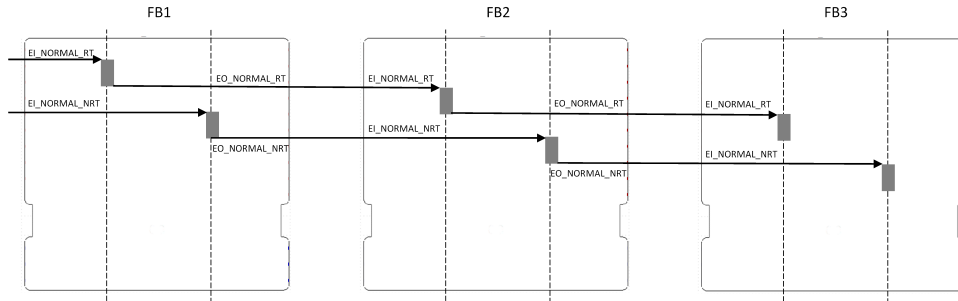 FB1
FB2
FB3
EI_NORMAL_RT
EO_NORMAL_RT
EI_NORMAL_RT
EO_NORMAL_RT
EI_NORMAL_RT
EI_NORMAL_NRT
EO_NORMAL_NRT
EI_NORMAL_NRT
EO_NORMAL_NRT
EI_NORMAL_NRT